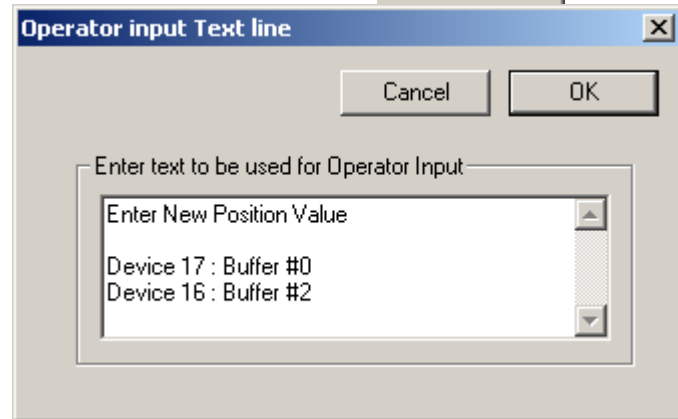 Operator input Text line
Cancel OK
Enter text to be used for Operator Input
Enter New Position Value
Device 17 : Buffer #0
Device 16 : Buffer #2